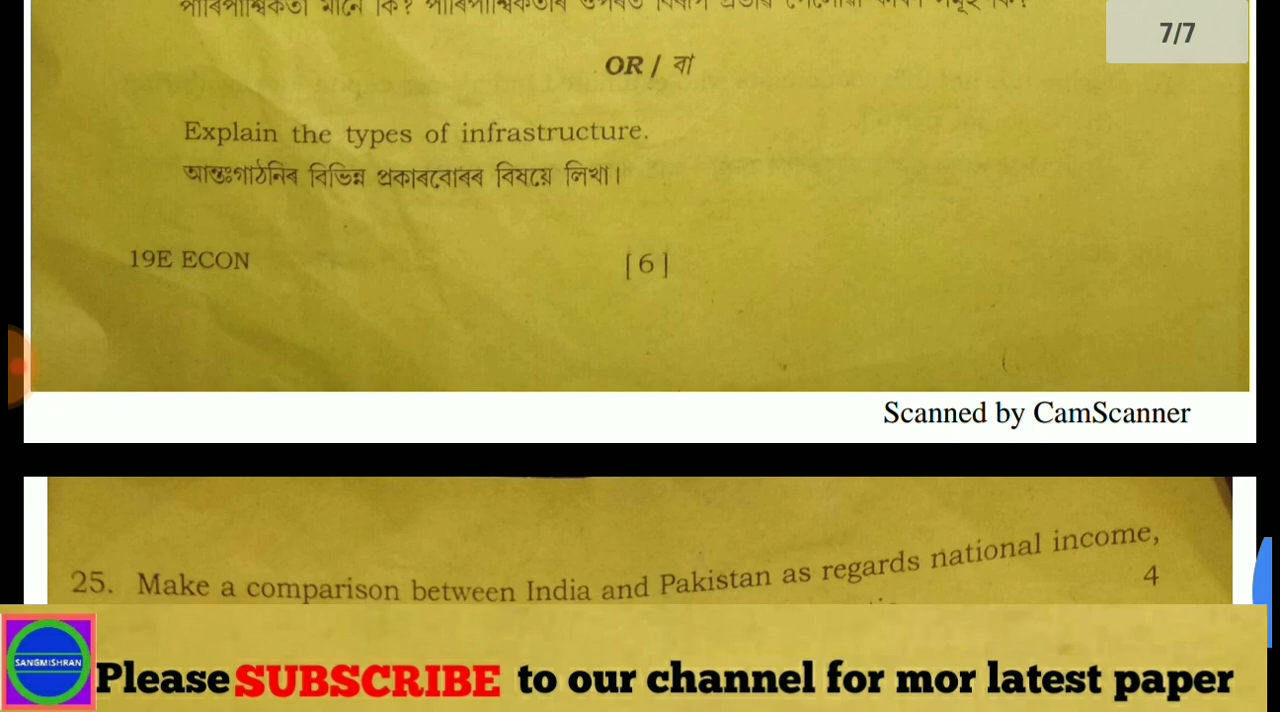 7/7
OR / বা
Explain the types of infrastructure.
আন্তঃগাঠনিৰ বিভিন্ন প্ৰকাৰবোৰৰ বিষয়ে লিখা।
19E ECON
[ 6 ]
Scanned by CamScanner
25. Make a comparison between India and Pakistan as regards national income,
4
SANGMISHRAN
Please SUBSCRIBE to our channel for mor latest paper